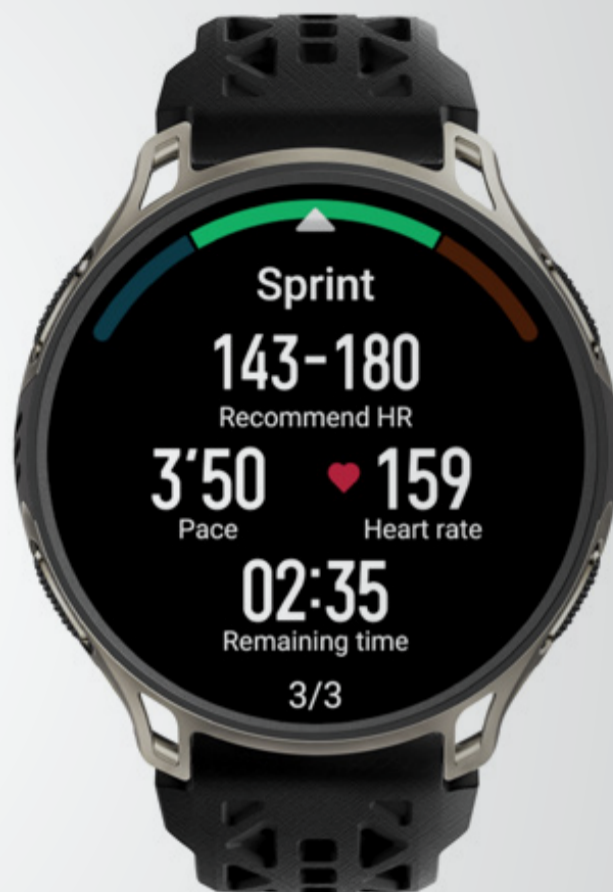 Sprint
143-180
Recommend HR
3'50 159
Pace Heart rate
02:35
Remaining time
3/3